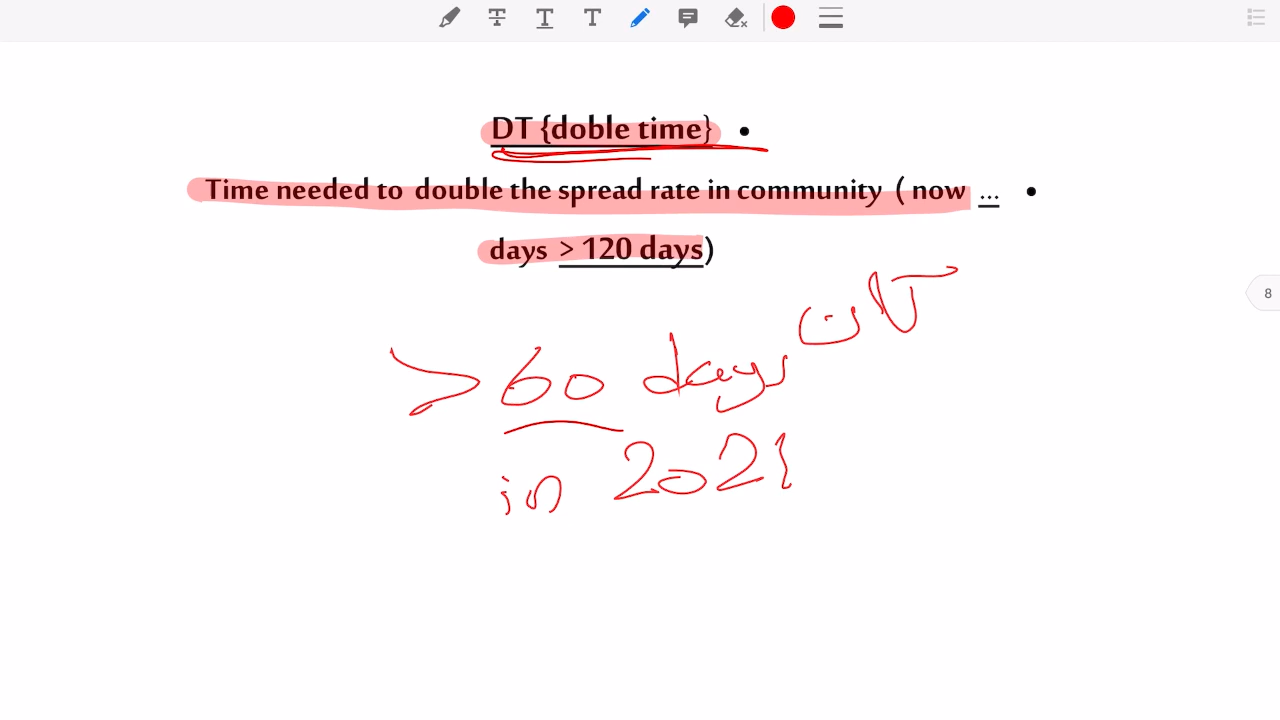 DT {doble time} •
Time needed to double the spread rate in community ( now ... •
days > 120 days)
> 60 days
in 2021
8